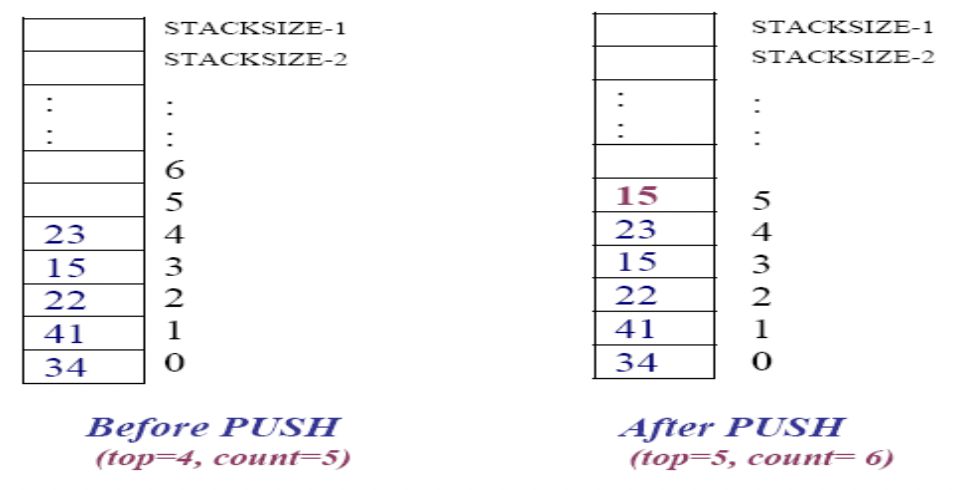 STACKSIZE-1
STACKSIZE-2
: :
: :
6
5
23 4
15 3
22 2
41 1
34 0
Before PUSH
(top=4, count=5)
STACKSIZE-1
STACKSIZE-2
: :
: :
15 5
23 4
15 3
22 2
41 1
34 0
After PUSH
(top=5, count= 6)